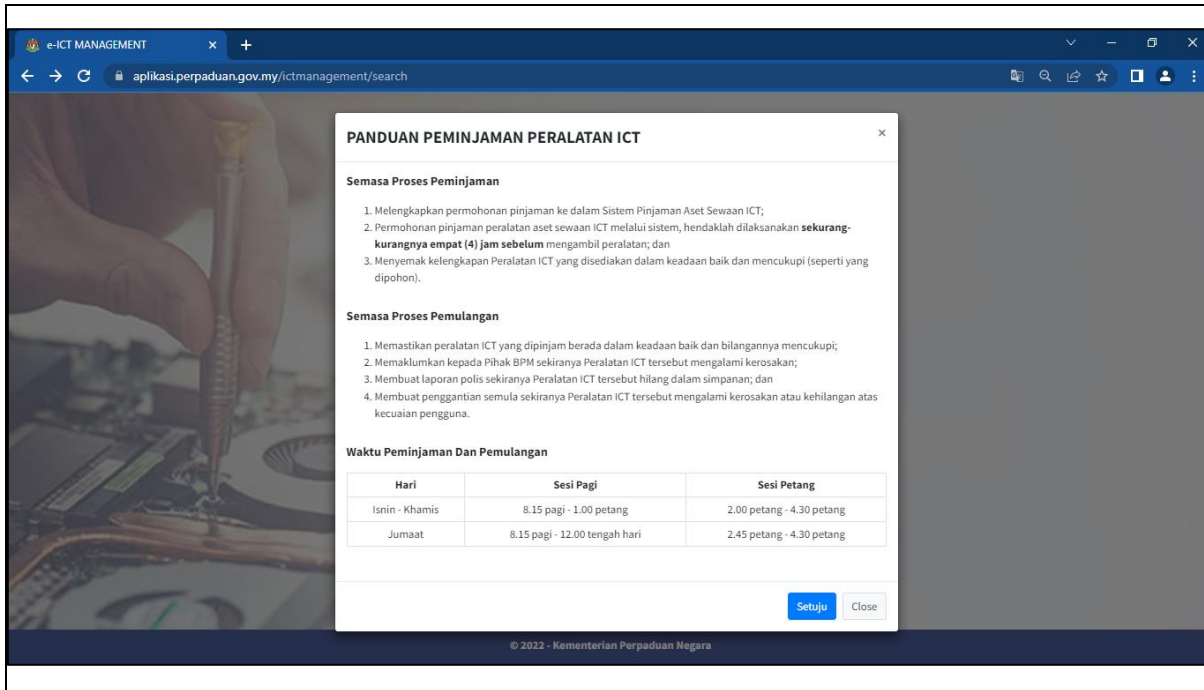 e-ICT MANAGEMENT
aplikasi.perpaduan.gov.my/ictmanagement/search
PANDUAN PEMINJAMAN PERALATAN ICT
Semasa Proses Peminjaman
1. Melengkapkan permohonan pinjaman ke dalam Sistem Pinjaman Aset Sewaan ICT;
2. Permohonan pinjaman peralatan aset sewaan ICT melalui sistem, hendaklah dilaksanakan sekurang-
kurangnya empat (4) jam sebelum mengambil peralatan; dan
3. Menyemak kelengkapan Peralatan ICT yang disediakan dalam keadaan baik dan mencukupi (seperti yang
dipohon).
Semasa Proses Pemulangan
1. Memastikan peralatan ICT yang dipinjam berada dalam keadaan baik dan bilangannya mencukupi;
2. Memaklumkan kepada Pihak BPM sekiranya Peralatan ICT tersebut mengalami kerosakan;
3. Membuat laporan polis sekiranya Peralatan ICT tersebut hilang dalam simpanan; dan
4. Membuat penggantian semula sekiranya Peralatan ICT tersebut mengalami kerosakan atau kehilangan atas
kecuaian pengguna.
Waktu Peminjaman Dan Pemulangan
Hari Sesi Pagi Sesi Petang
Isnin - Khamis 8.15 pagi - 1.00 petang 2.00 petang - 4.30 petang
Jumaat 8.15 pagi - 12.00 tengah hari 2.45 petang - 4.30 petang
Setuju Close
© 2022 - Kementerian Perpaduan Negara